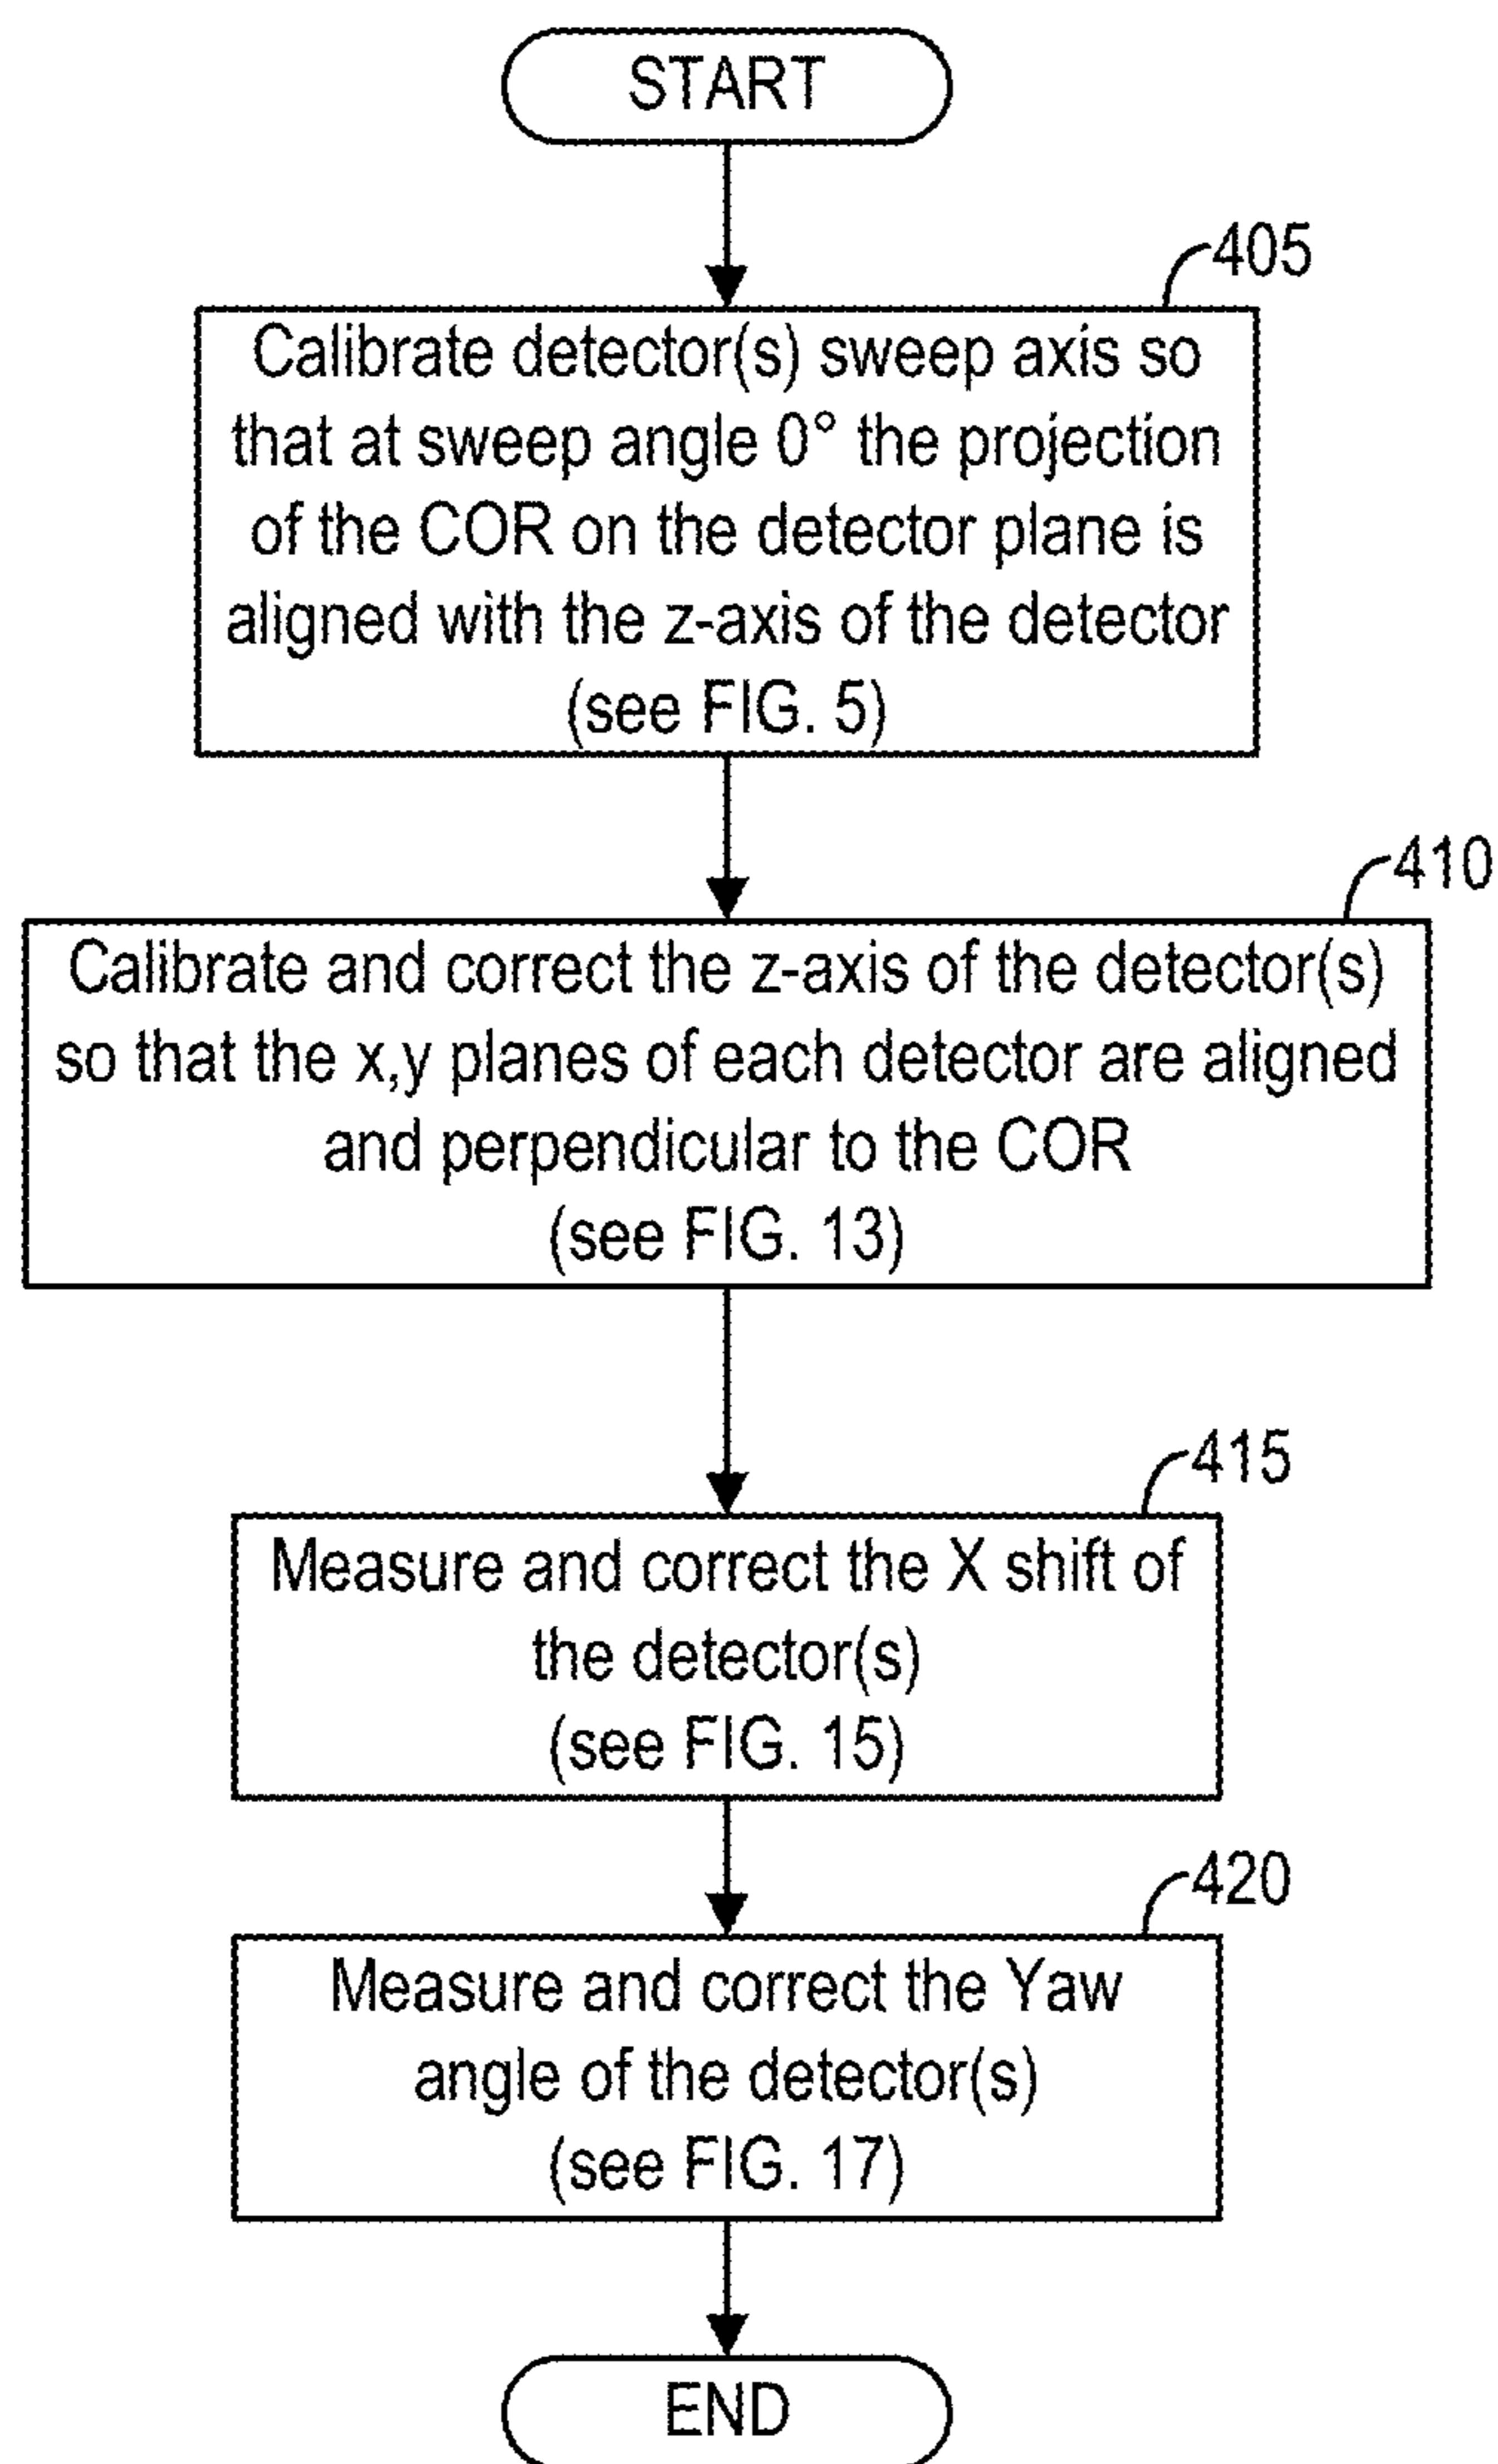 START
405
Calibrate detector(s) sweep axis so
that at sweep angle 0° the projection
of the COR on the detector plane is
aligned with the z-axis of the detector
(see FIG. 5)
410
Calibrate and correct the z-axis of the detector(s)
so that the x,y planes of each detector are aligned
and perpendicular to the COR
(see FIG. 13)
415
Measure and correct the X shift of
the detector(s)
(see FIG. 15)
420
Measure and correct the Yaw
angle of the detector(s)
(see FIG. 17)
END